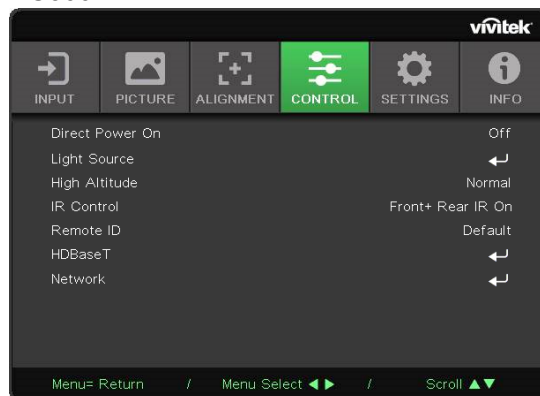 vivitek
INPUT PICTURE ALIGNMENT CONTROL SETTINGS INFO
Direct Power On Off
Light Source
High Altitude Normal
IR Control Front+ Rear IR On
Remote ID Default
HDBaseT
Network
Menu= Return / Menu Select ◀ ▶ / Scroll ▲▼